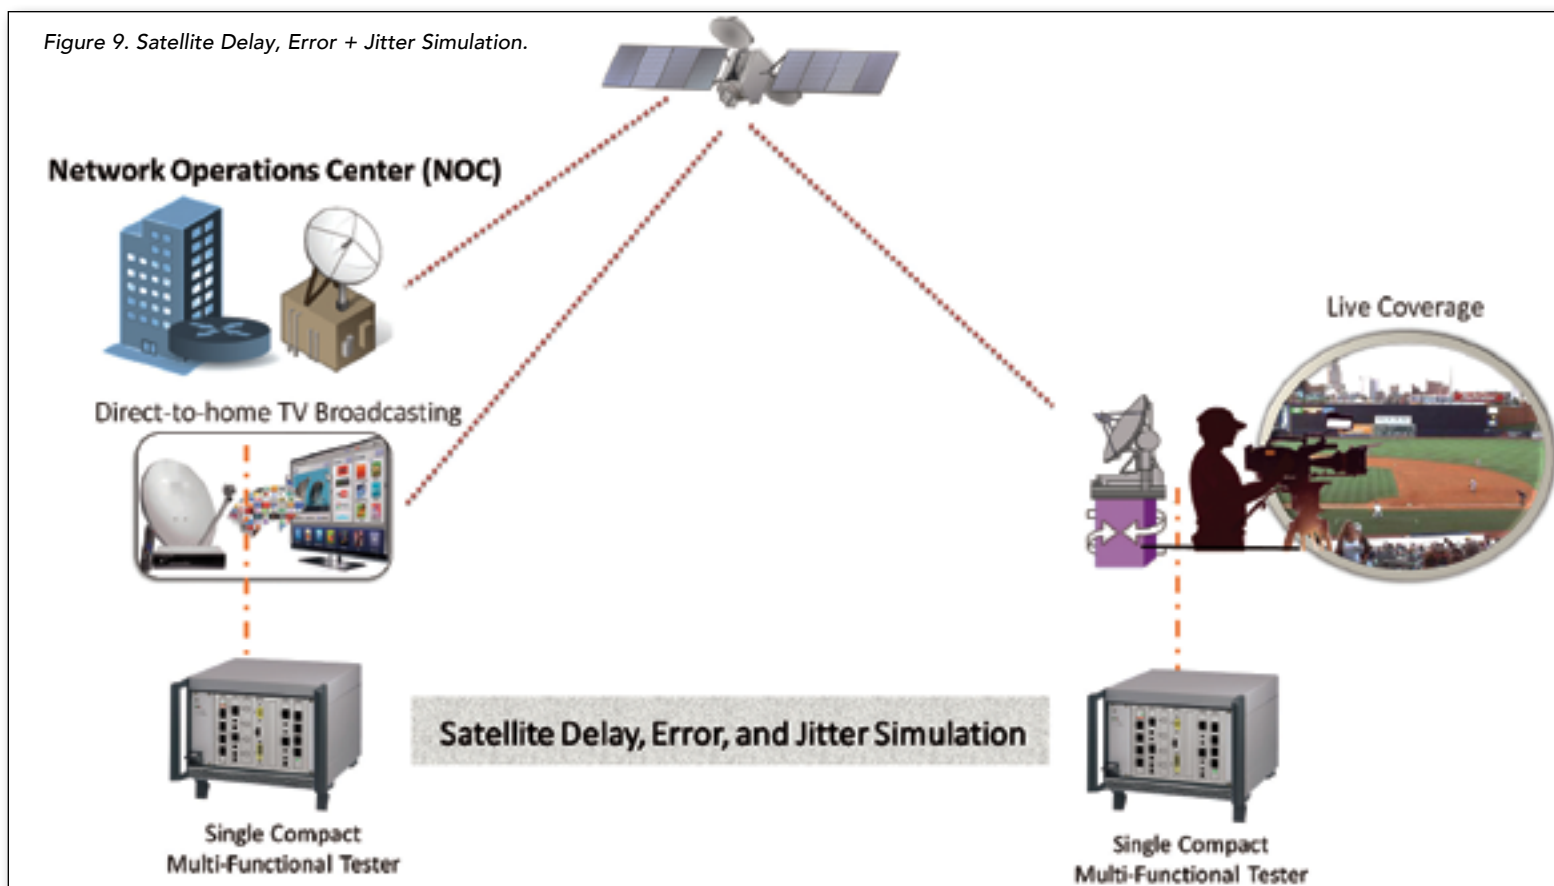 Figure 9. Satellite Delay, Error + Jitter Simulation.
Network Operations Center (NOC)
Live Coverage
Direct-to-home TV Broadcasting
Satellite Delay, Error, and Jitter Simulation
Single Compact
Multi-Functional Tester
Single Compact
Multi-Functional Tester